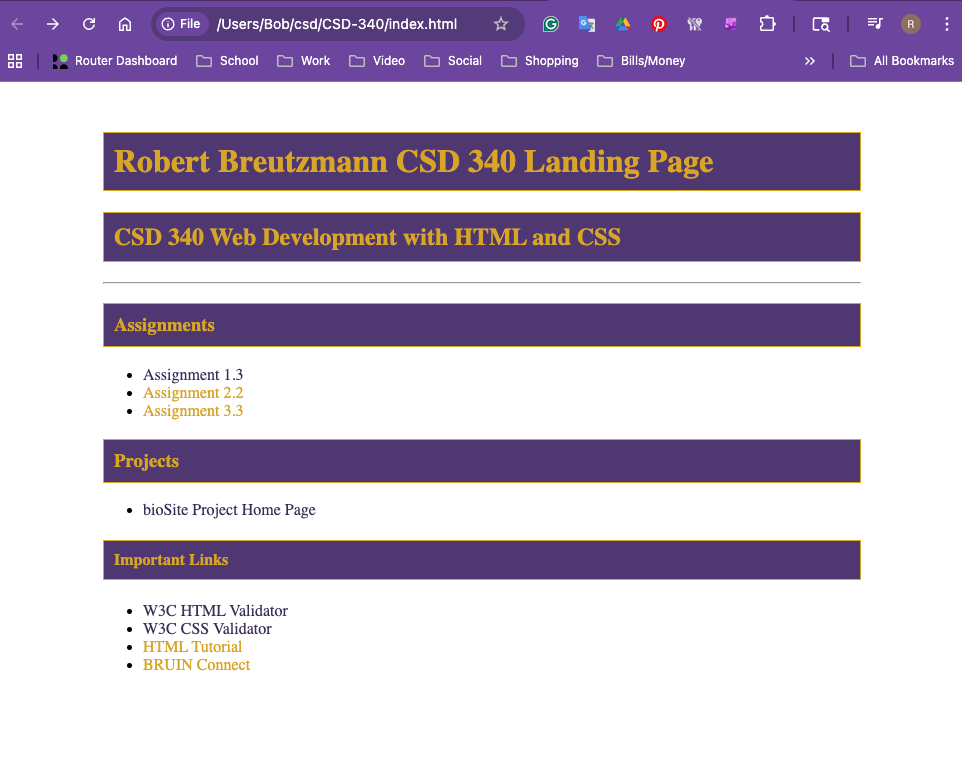 File /Users/Bob/csd/CSD-340/index.html R
Router Dashboard School Work Video Social Shopping Bills/Money » All Bookmarks
Robert Breutzmann CSD 340 Landing Page
CSD 340 Web Development with HTML and CSS
Assignments
Assignment 1.3
Assignment 2.2
Assignment 3.3
Projects
bioSite Project Home Page
Important Links
W3C HTML Validator
W3C CSS Validator
HTML Tutorial
BRUIN Connect